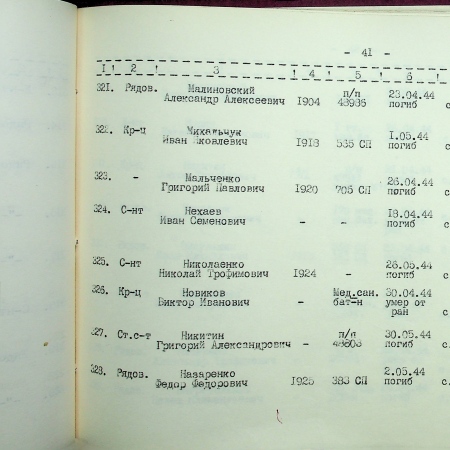 - 41 -
1 ! 2 ! 3 ! 4 ! 5 ! 6 !
321. Рядов. Малиновский п/п 23.04.44
Александр Алексеевич 1904 48986 погиб с
322. Кр-ц Михальчук 1.05.44
Иван Яковлевич 1918 535 СП погиб с.
323. - Мальченко 26.04.44
Григорий Павлович 1920 705 СП погиб с
324. С-нт Нехаев 18.04.44
Иван Семенович - - погиб
325. С-нт Николаенко 26.05.44
Николай Трофимович 1924 - погиб с
326. Кр-ц Новиков Мед.сан. 30.04.44
Виктор Иванович - бат-н умер от
ран с.
327. Ст.с-т Никитин п/п 30.05.44
Григорий Александрович - погиб с
328. Рядов. Назаренко 2.05.44
Федор Федорович 1925 383 СП погиб с.